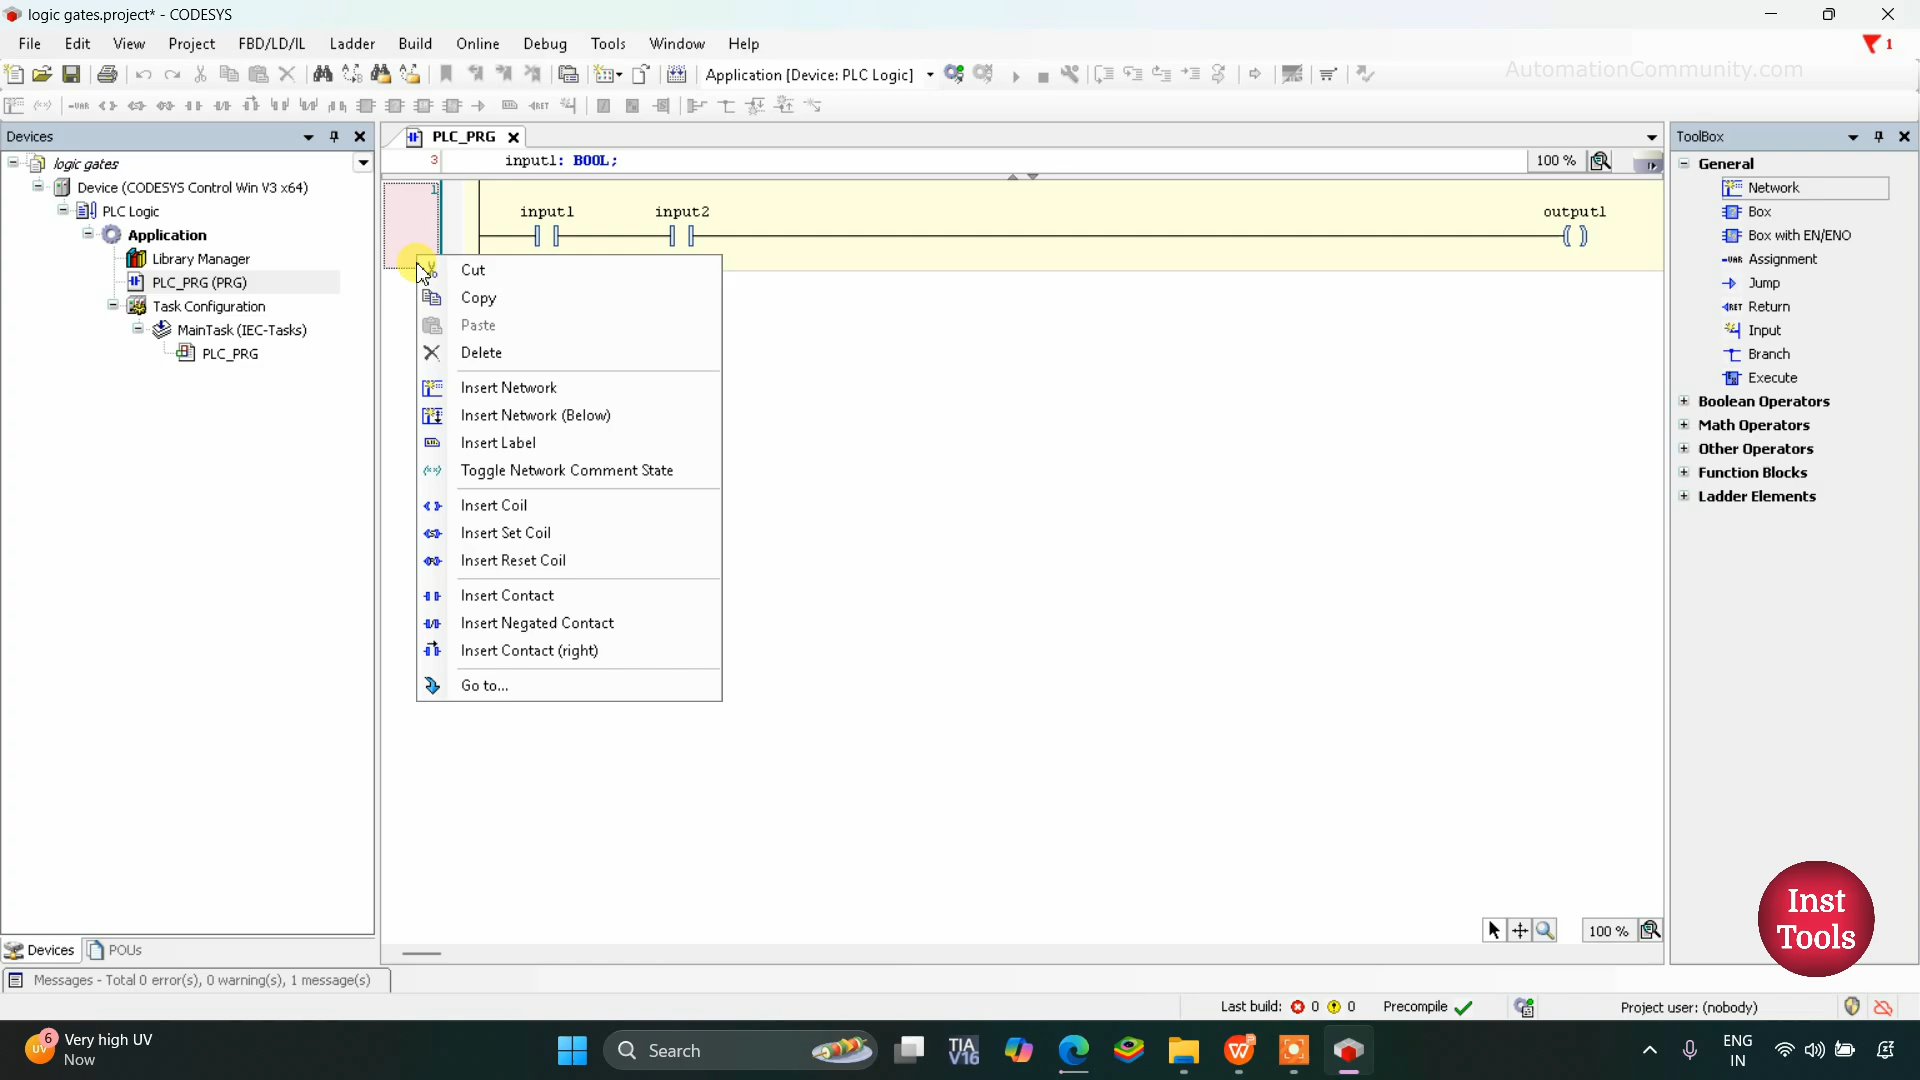 logic gates.project* - CODESYS
File Edit View Project FBD/LD/IL Ladder Build Online Debug Tools Window Help
1
Application [Device: PLC Logic]
AutomationCommunity.com
Devices
logic gates
Device (CODESYS Control Win V3 x64)
PLC Logic
Application
Library Manager
PLC_PRG (PRG)
Task Configuration
MainTask (IEC-Tasks)
PLC_PRG
Devices
POUs
PLC_PRG
3 input1: BOOL;
100 %
1
input1 input2 output1
Cut
Copy
Paste
Delete
Insert Network
Insert Network (Below)
Insert Label
Toggle Network Comment State
Insert Coil
Insert Set Coil
Insert Reset Coil
Insert Contact
Insert Negated Contact
Insert Contact (right)
Go to...
100 %
ToolBox
General
Network
Box
Box with EN/ENO
Assignment
Jump
Return
Input
Branch
Execute
Boolean Operators
Math Operators
Other Operators
Function Blocks
Ladder Elements
Inst
Tools
Messages - Total 0 error(s), 0 warning(s), 1 message(s)
Last build: 0 0 Precompile Project user: (nobody)
6
UV
Very high UV
Now
Search
TIA
V16
ENG
IN